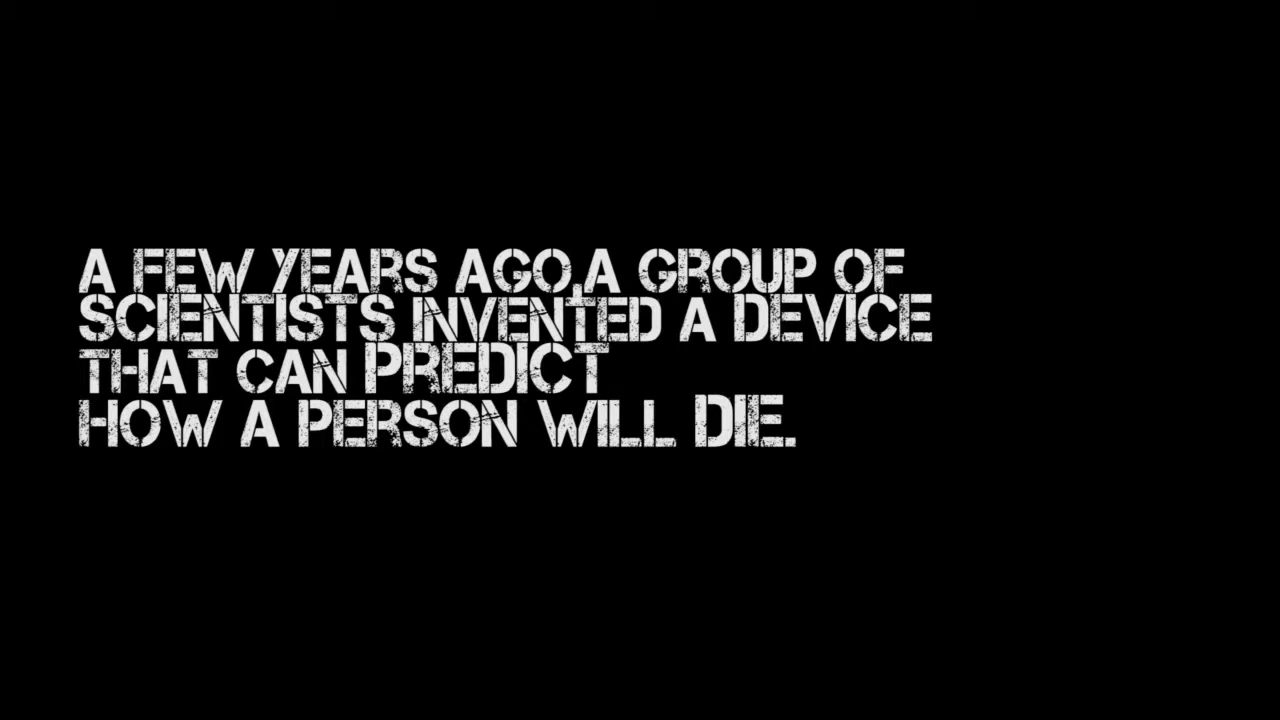 A FEW YEARS AGO,A GROUP OF
SCIENTISTS INVENTED A DEVICE
THAT CAN PREDICT
HOW A PERSON WILL DIE.